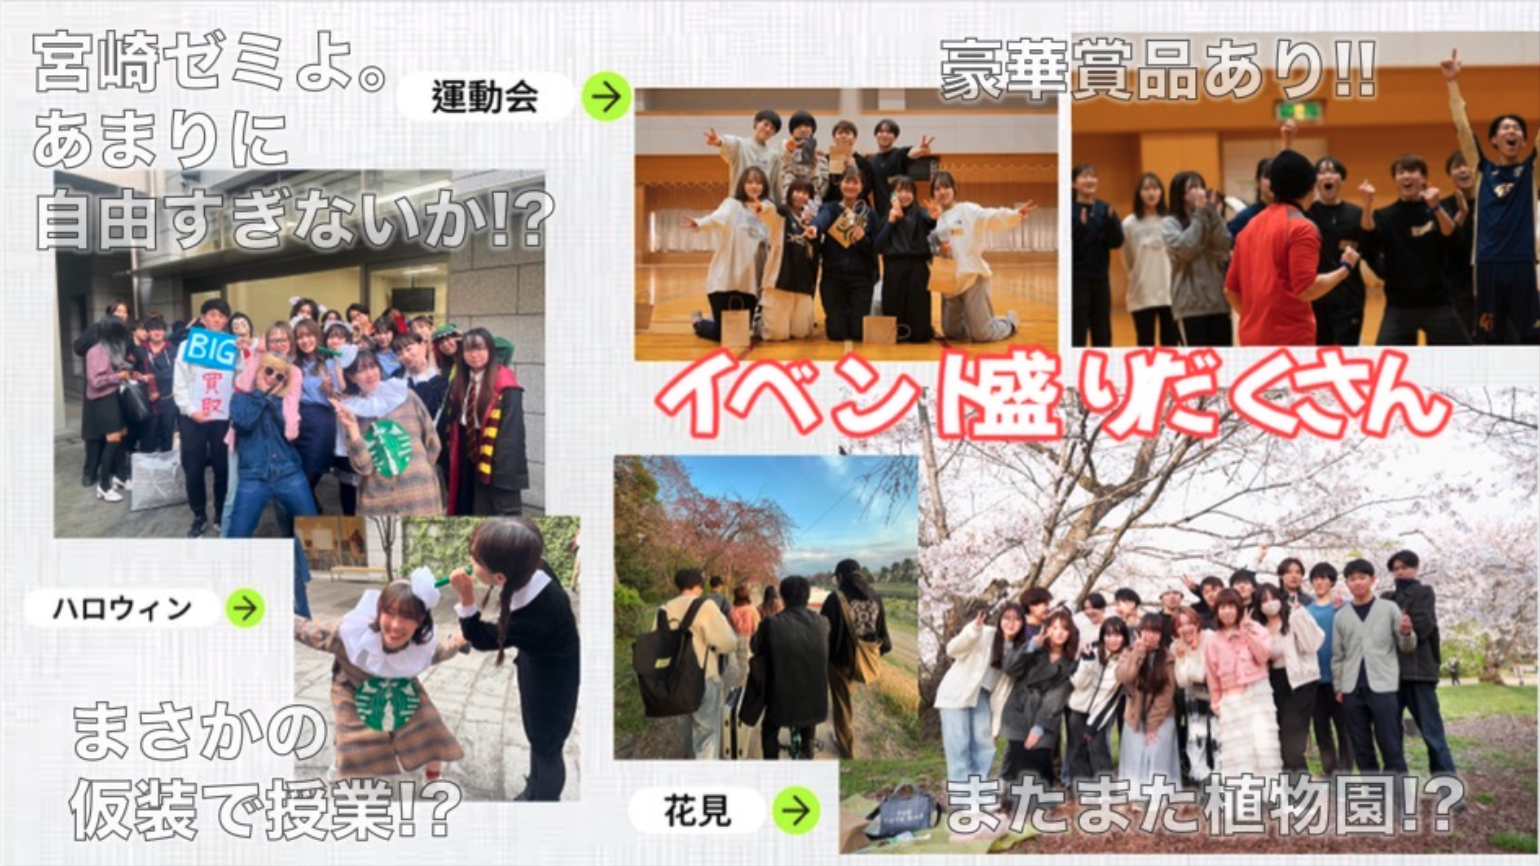 宮崎ゼミよ。
あまりに
自由すぎないか!?
運動会
豪華賞品あり!!
BIG
買取
イベント盛りだくさん
ハロウィン
まさかの
仮装で授業!?
花見
またまた植物園!?